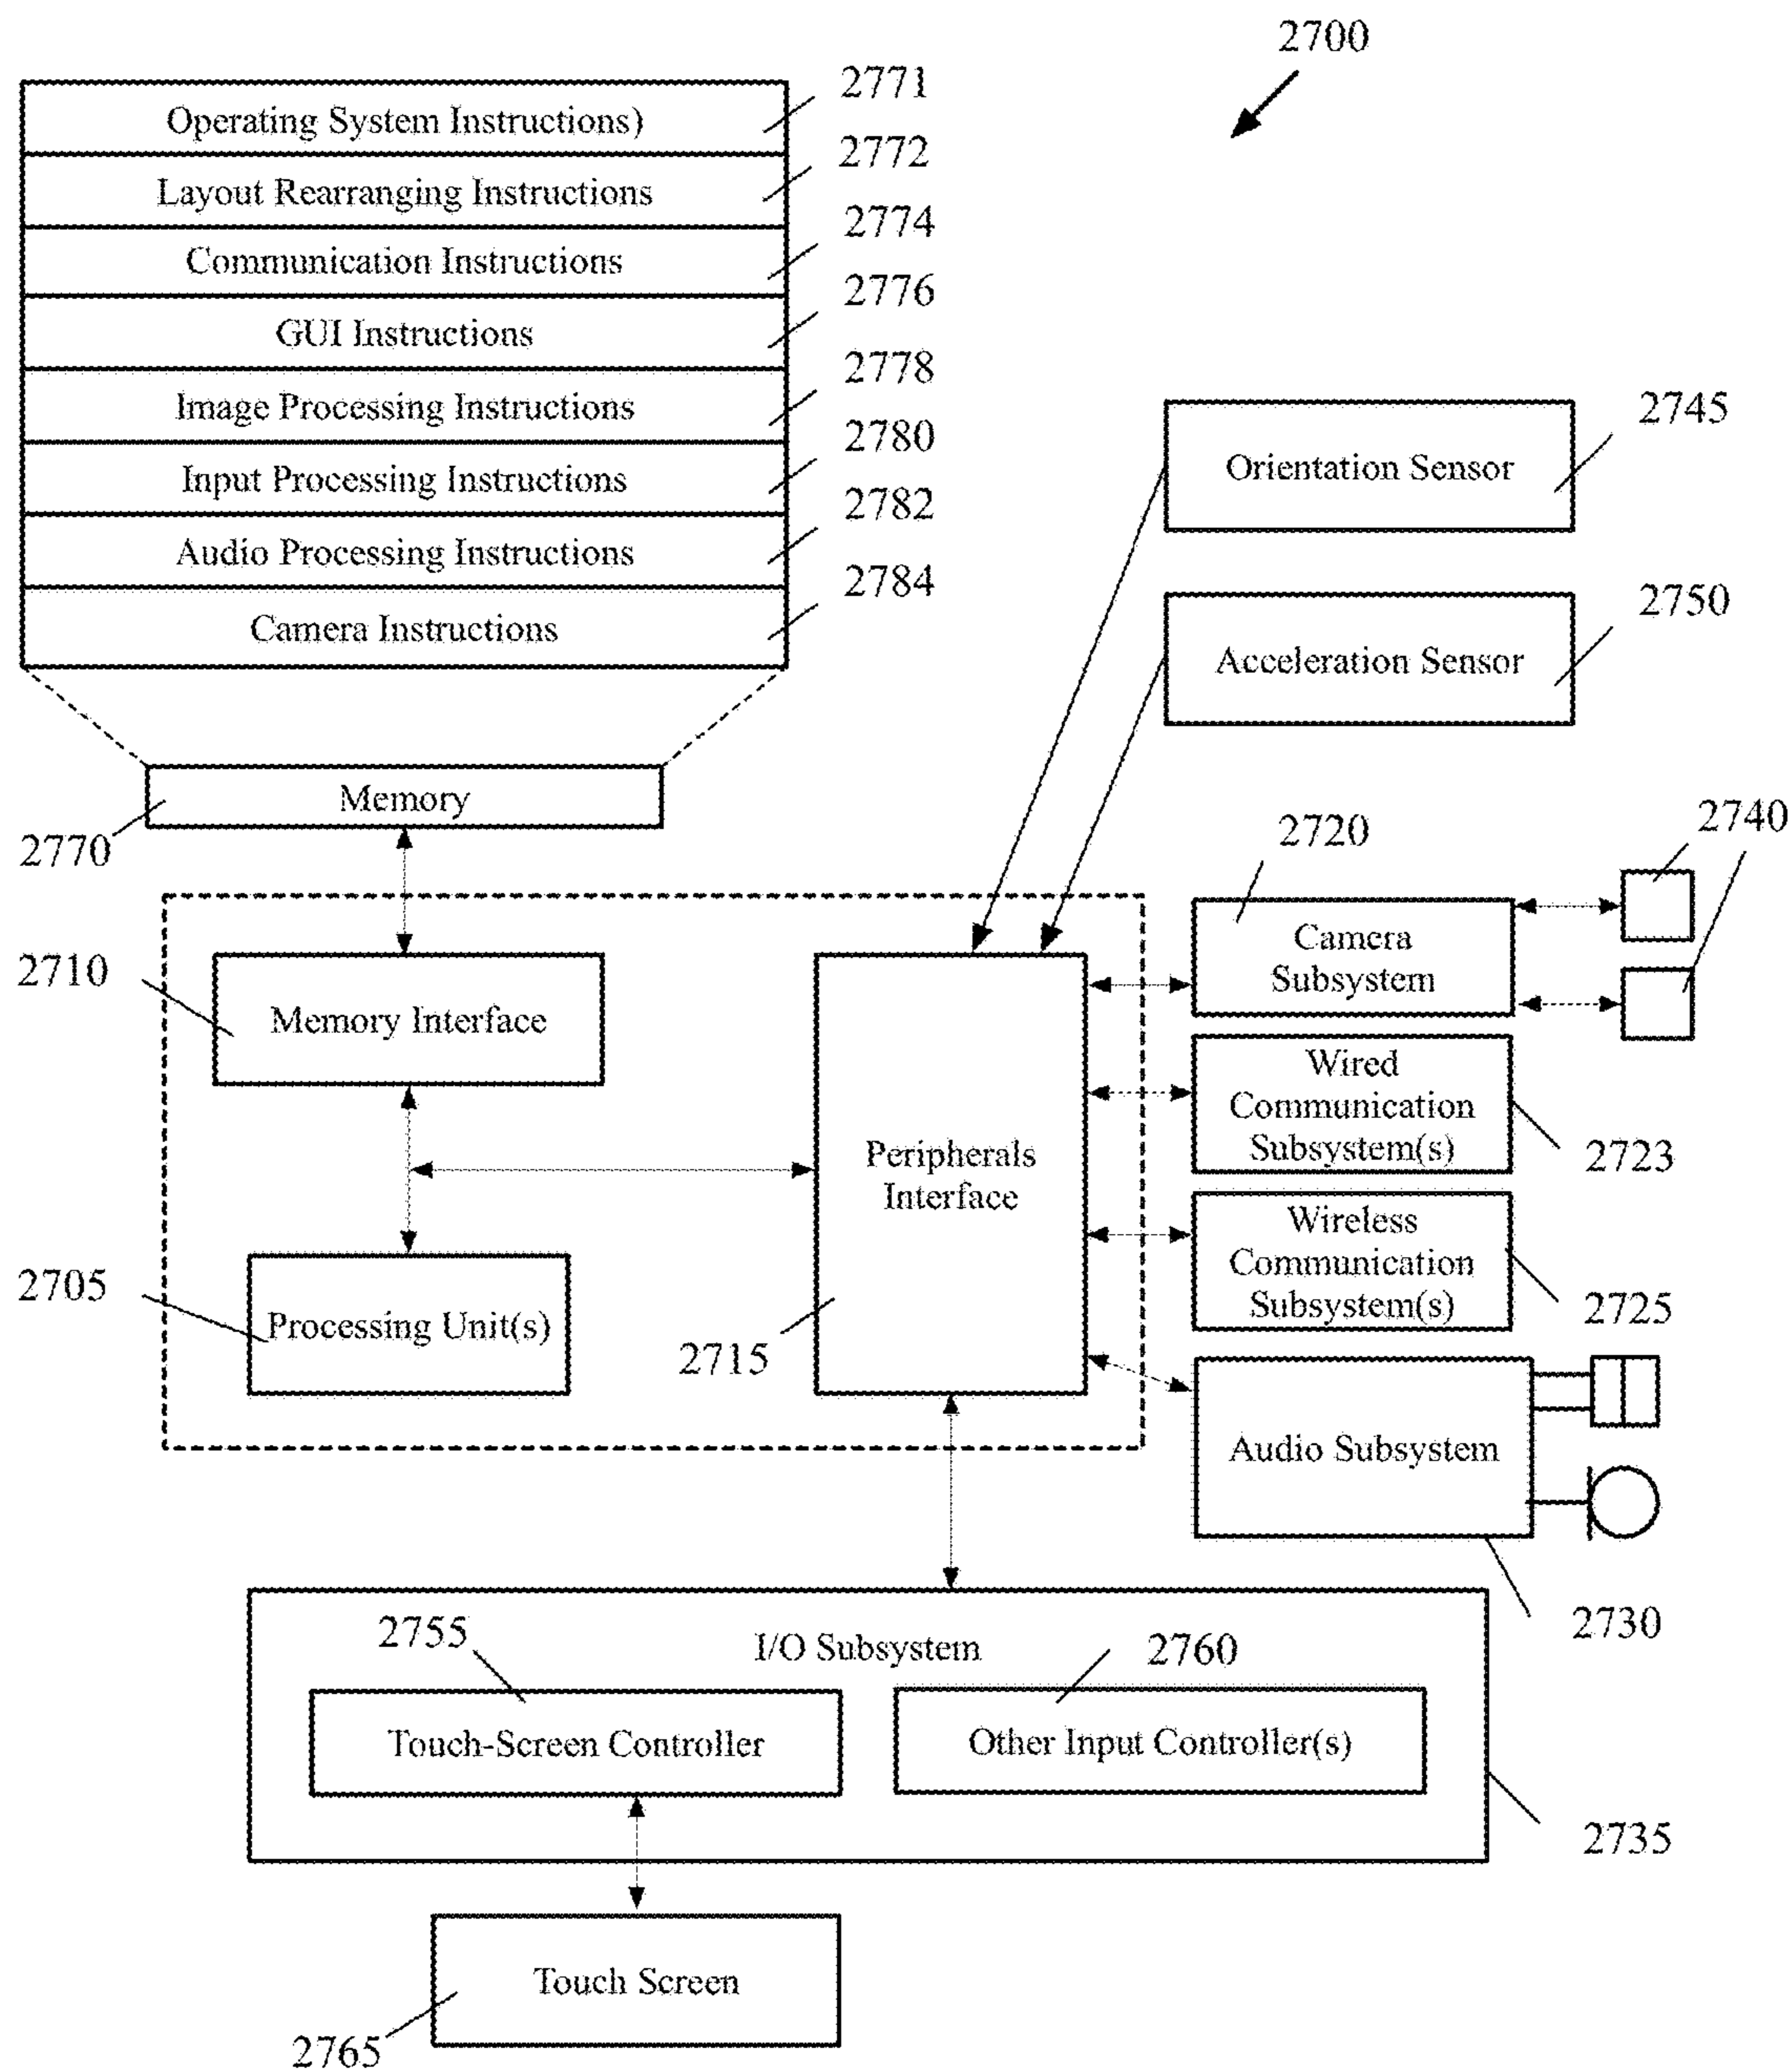 2700
2771
Operating System Instructions)
2772
Layout Rearranging Instructions
2774
Communication Instructions
2776
GUI Instructions
2778
Image Processing Instructions
2780
Input Processing Instructions
2782
Audio Processing Instructions
2784
Camera Instructions
2745
Orientation Sensor
2750
Acceleration Sensor
Memory
2770
2720
2740
Camera
Subsystem
2710
Memory Interface
Wired
Communication
Subsystem(s)
2723
Peripherals
Interface
Wireless
Communication
Subsystem(s)
2725
2705
Processing Unit(s)
2715
Audio Subsystem
2730
2755
I/O Subsystem
2760
Touch-Screen Controller
Other Input Controller(s)
2735
Touch Screen
2765